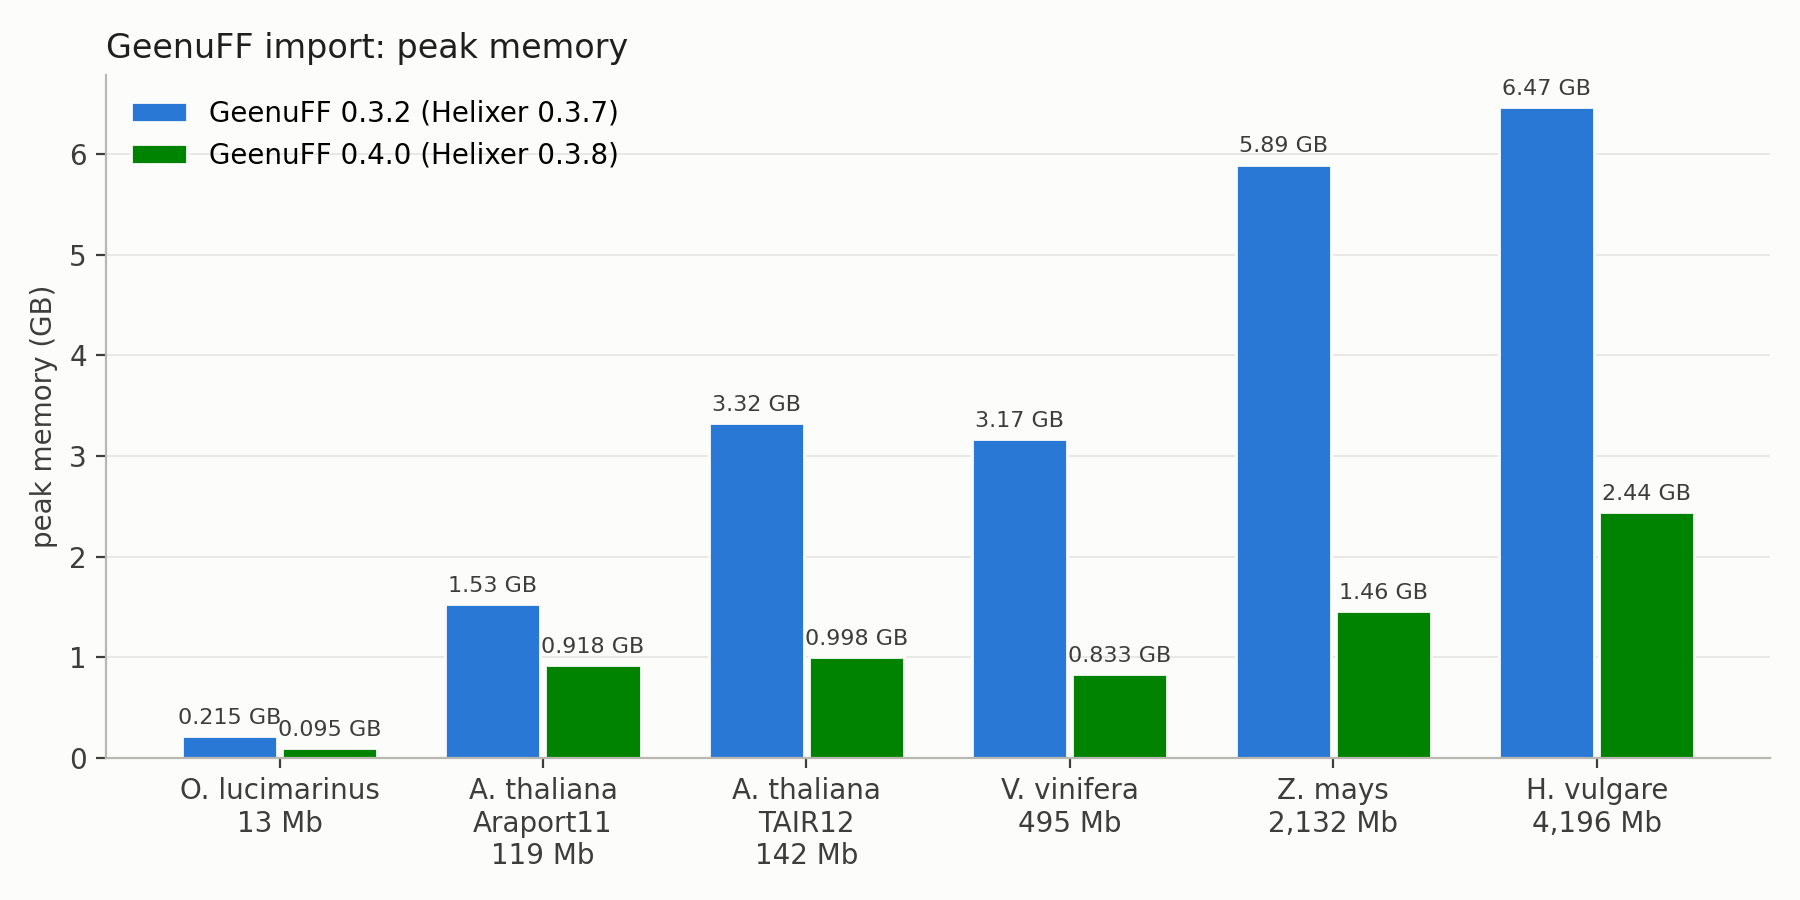 GeenuFF import: peak memory
GeenuFF 0.3.2 (Helixer 0.3.7)
GeenuFF 0.4.0 (Helixer 0.3.8)
peak memory (GB)
6
5
4
3
2
1
0
0.215 GB
0.095 GB
1.53 GB
0.918 GB
3.32 GB
0.998 GB
3.17 GB
0.833 GB
5.89 GB
1.46 GB
6.47 GB
2.44 GB
O. lucimarinus
13 Mb
A. thaliana
Araport11
119 Mb
A. thaliana
TAIR12
142 Mb
V. vinifera
495 Mb
Z. mays
2,132 Mb
H. vulgare
4,196 Mb